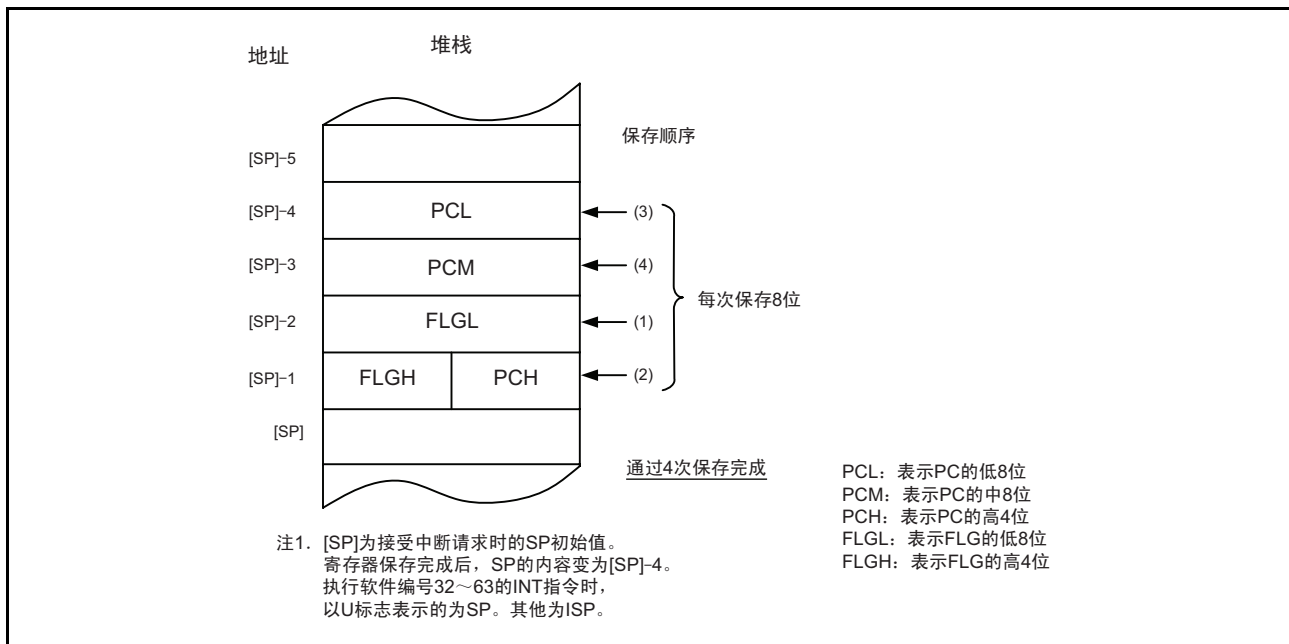 地址
堆栈
保存顺序
[SP]−5
[SP]−4
PCL
(3)
[SP]−3
PCM
(4)
每次保存8位
[SP]−2
FLGL
(1)
[SP]−1
FLGH
PCH
(2)
[SP]
通过4次保存完成
PCL：表示PC的低8位
PCM：表示PC的中8位
PCH：表示PC的高4位
FLGL：表示FLG的低8位
FLGH：表示FLG的高4位
注1. [SP]为接受中断请求时的SP初始值。
寄存器保存完成后，SP的内容变为[SP]−4。
执行软件编号32～63的INT指令时，
以U标志表示的为SP。其他为ISP。